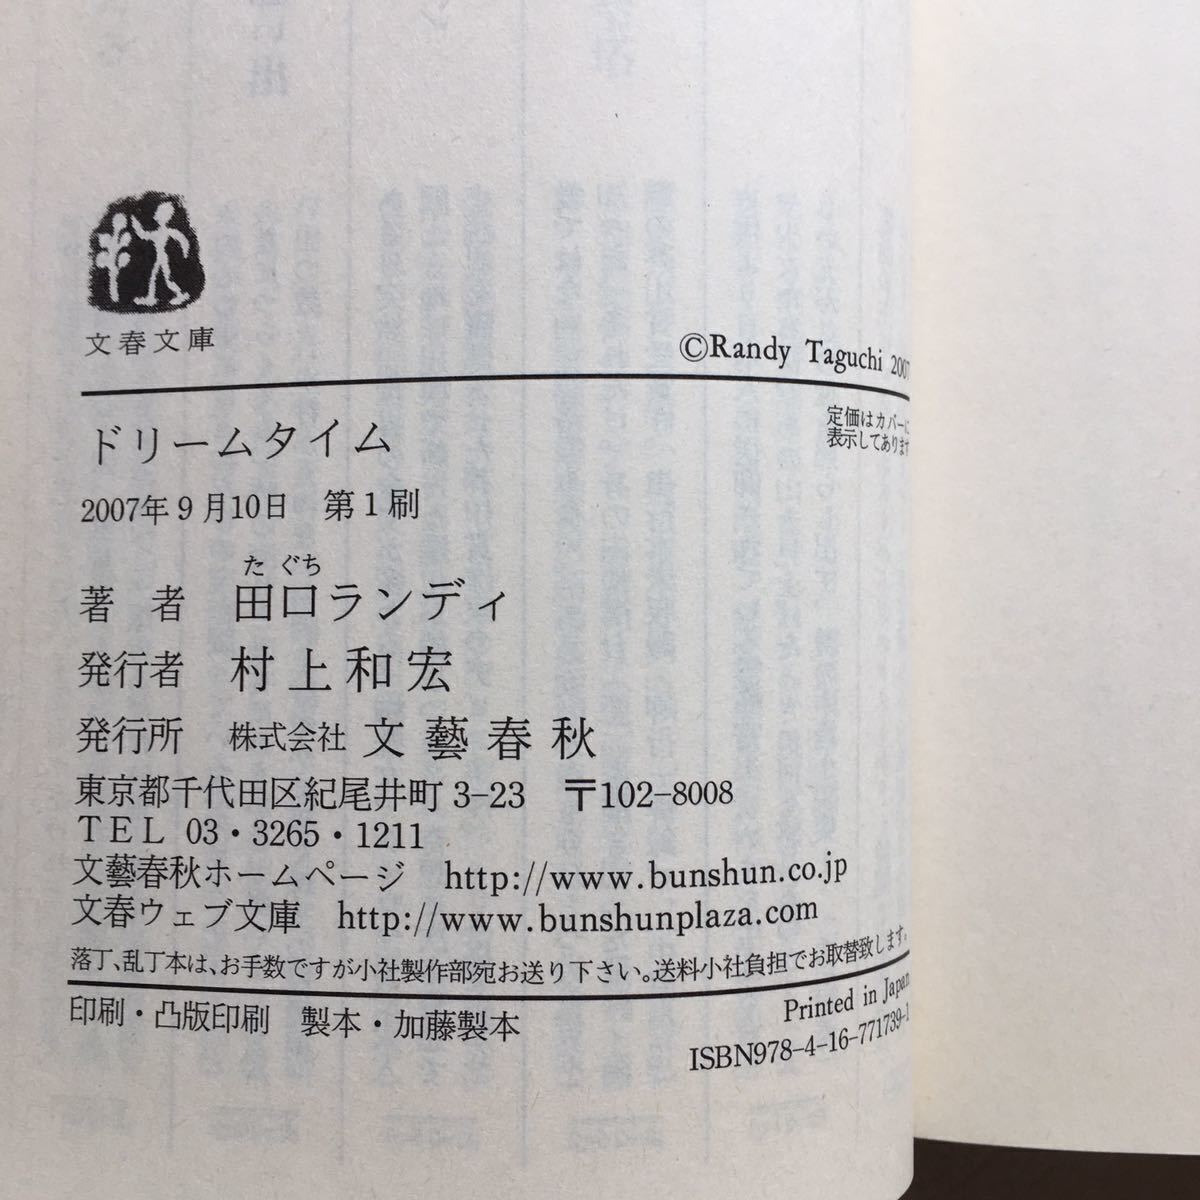 文春文庫
©Randy Taguchi 2007
定価はカバーに
表示してあります
ドリームタイム
2007年9月10日 第1刷
た ぐち
著 者 田口ランディ
発行者 村上和宏
発行所 株式会社 文藝春秋
東京都千代田区紀尾井町 3-23 〒102-8008
TEL 03・3265・1211
文藝春秋ホームページ http://www.bunshun.co.jp
文春ウェブ文庫 http://www.bunshunplaza.com
落丁、乱丁本は、お手数ですが小社製作部宛お送り下さい。送料小社負担でお取替致します。
印刷・凸版印刷 製本・加藤製本
Printed in Japan
ISBN978-4-16-771739-1